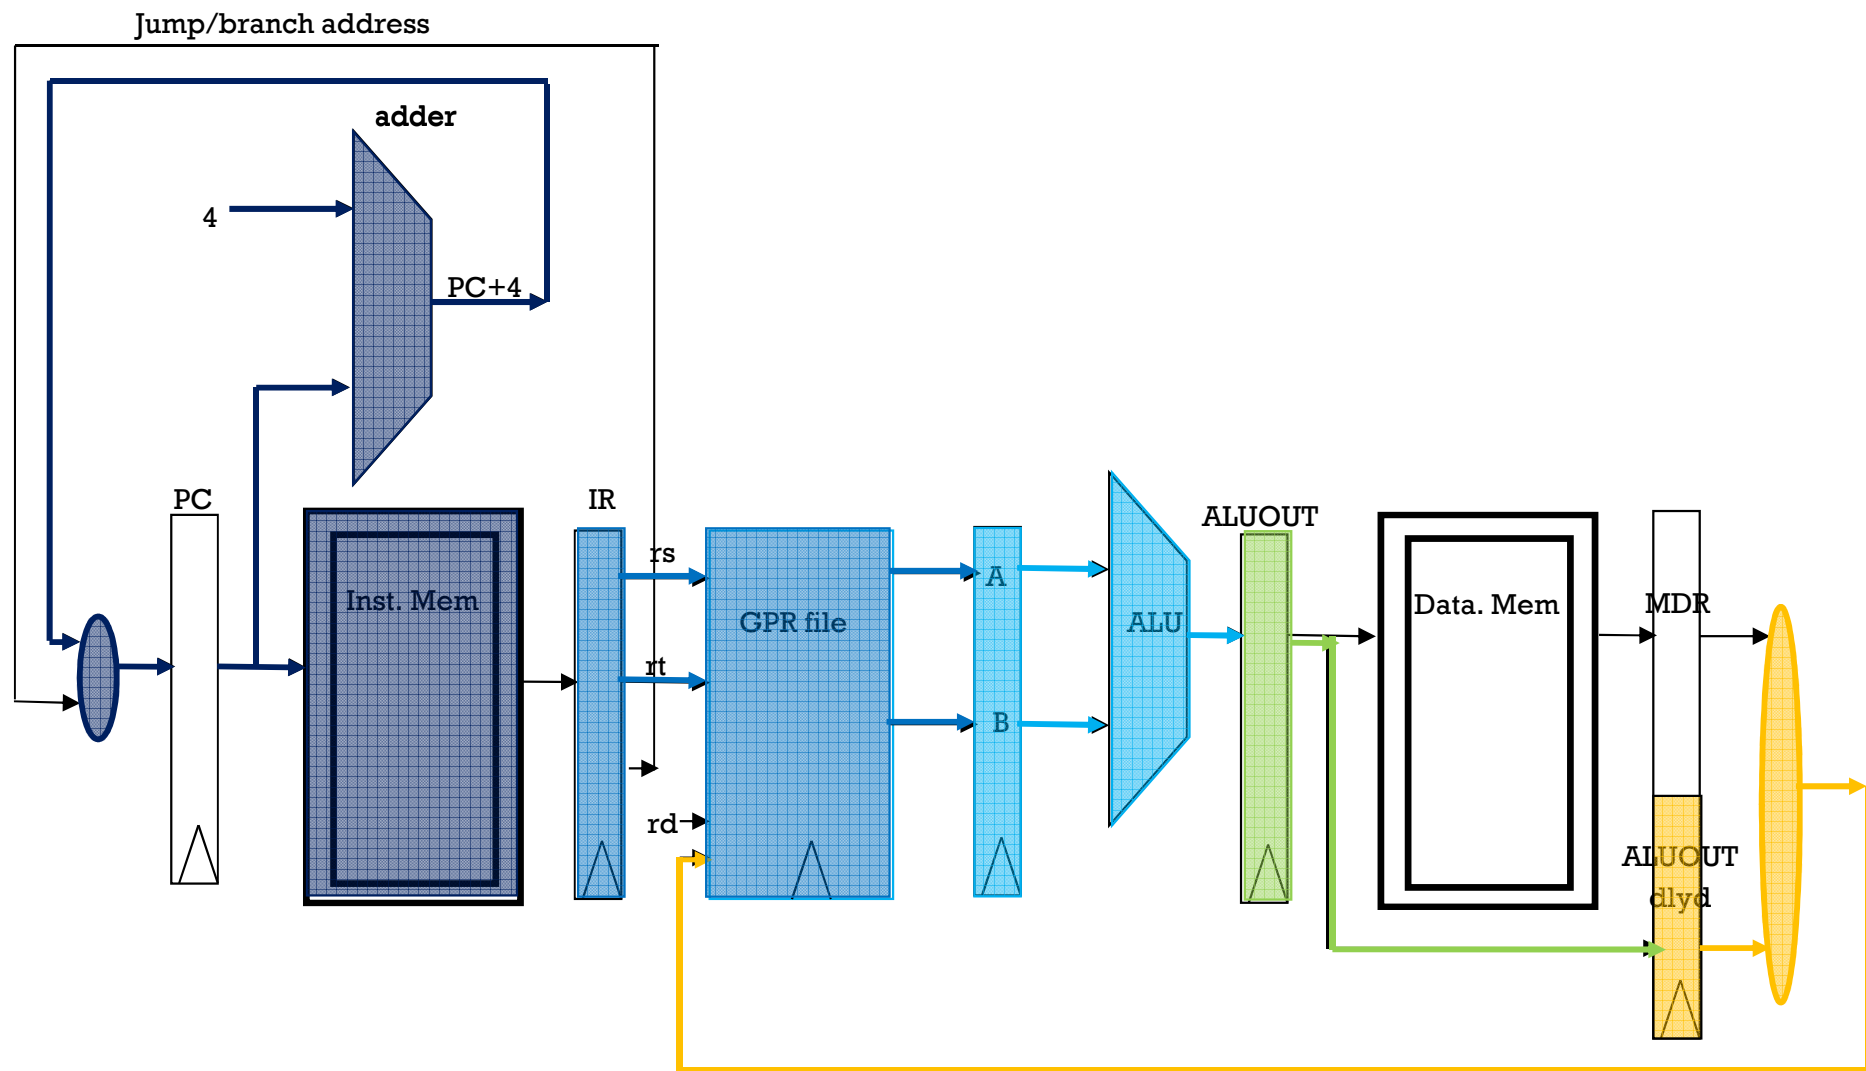 Jump/branch address
adder
4
PC+4
PC
IR
ALUOUT
rs
A
Inst. Mem
GPR file
ALU
Data. Mem
MDR
rt
B
rd
ALUOUT
dlyd